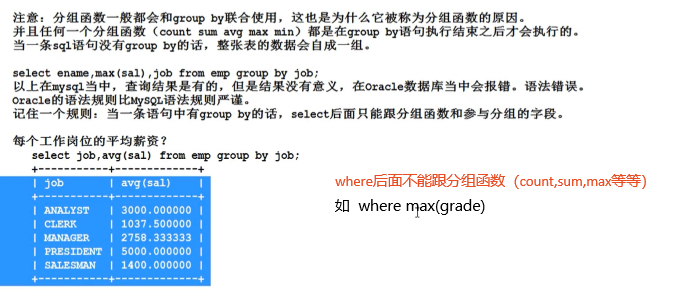 注意：分组函数一般都会和group by联合使用，这也是为什么它被称为分组函数的原因。
并且任何一个分组函数（count sum avg max min）都是在group by语句执行结束之后才会执行的。
当一条sql语句没有group by的话，整张表的数据会自成一组。
select ename,max(sal),job from emp group by job;
以上在mysql当中，查询结果是有的，但是结果没有意义，在Oracle数据库当中会报错。语法错误。
Oracle的语法规则比MySQL语法规则严谨。
记住一个规则：当一条语句中有group by的话，select后面只能跟分组函数和参与分组的字段。
每个工作岗位的平均薪资？
select job,avg(sal) from emp group by job;
+-----------+-------------+
| job | avg(sal) |
+-----------+-------------+
| ANALYST | 3000.000000 |
| CLERK | 1037.500000 |
| MANAGER | 2758.333333 |
| PRESIDENT | 5000.000000 |
| SALESMAN | 1400.000000 |
+-----------+-------------+
where后面不能跟分组函数（count,sum,max等等）
如 where max(grade)